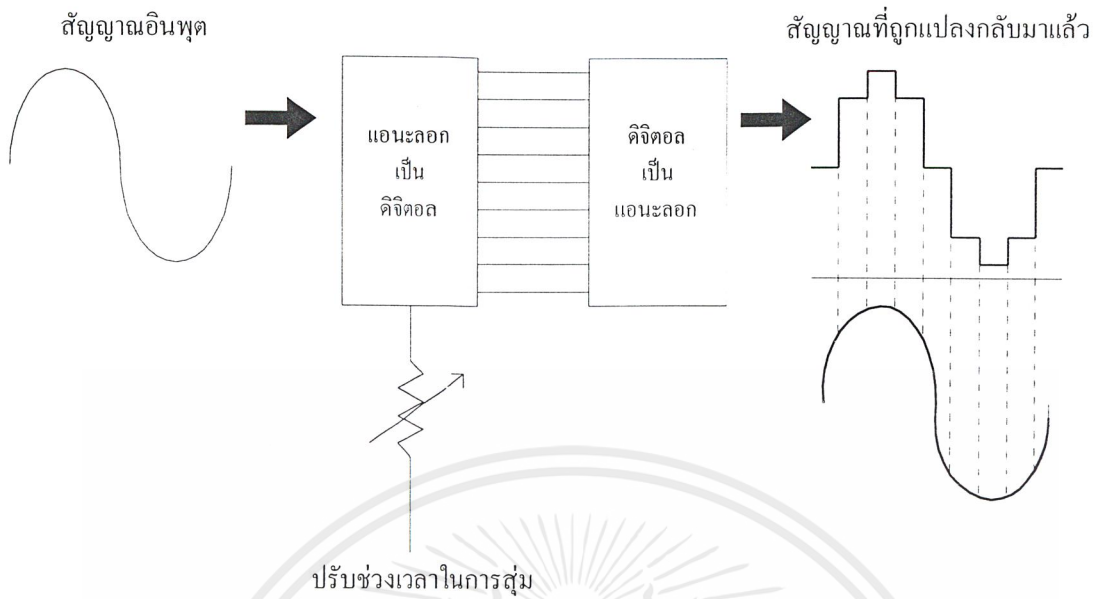 สัญญาณอินพุต
สัญญาณที่ถูกแปลงกลับมาแล้ว
แอนะลอก
เป็น
ดิจิตอล
ดิจิตอล
เป็น
แอนะลอก
ปรับช่วงเวลาในการสุ่ม